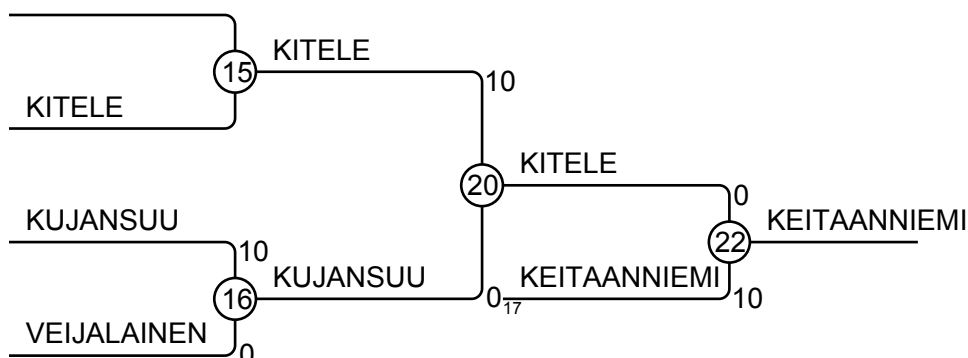 KITELE
15
10
KITELE
KITELE
20
KUJANSUU
0
KEITAANNIEMI
10
22
KUJANSUU
KEITAANNIEMI
16
0
17
10
VEIJALAINEN
0